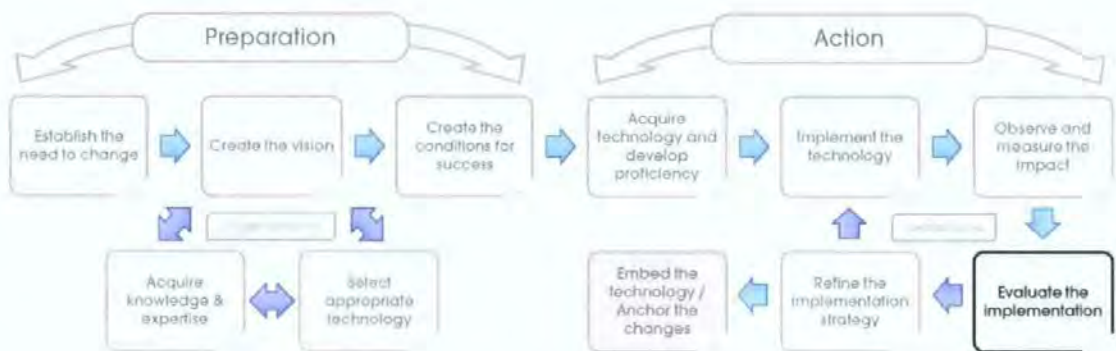 Preparation
Action
Establish the
need to change
Create the vision
Create the
conditions for
success
Acquire
technology and
develop
proficiency
Implement the
technology
Observe and
measure the
impact
Acquire
knowledge &
expertise
Select
appropriate
technology
Embed the
technology /
Anchor the
changes
Refine the
implementation
strategy
Evaluate the
implementation